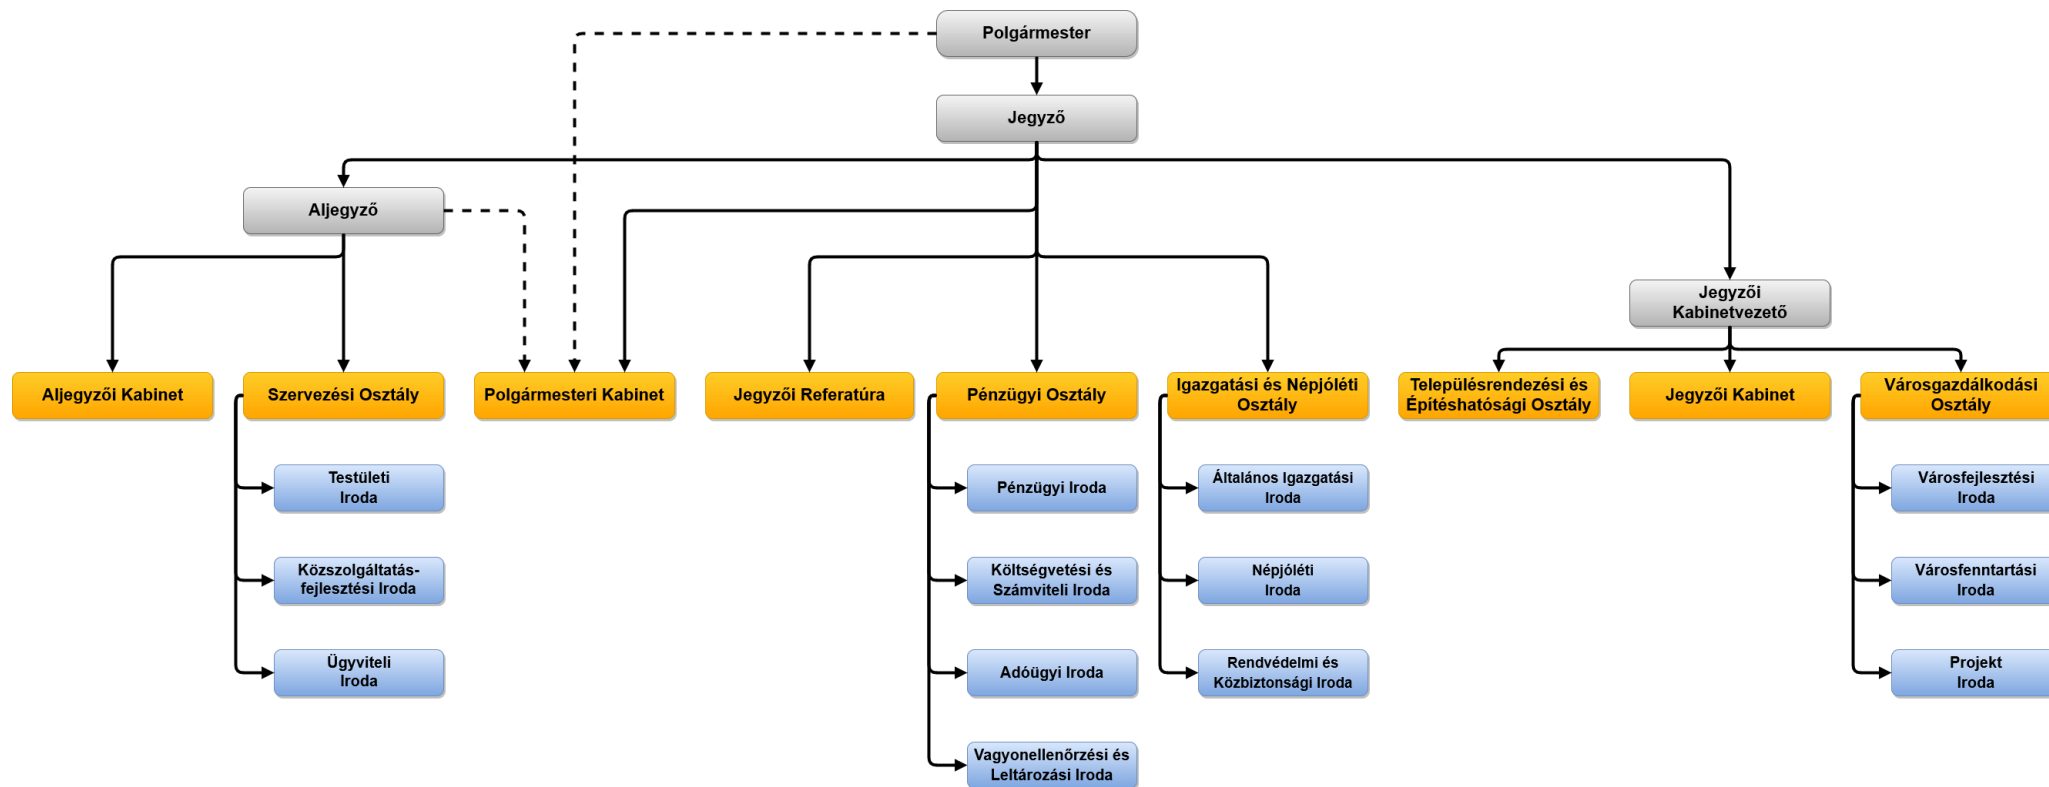 Polgármester
Jegyző
Aljegyző
Jegyzői
Kabinetvezető
Aljegyzői Kabinet
Szervezési Osztály
Polgármesteri Kabinet
Jegyzői Referatúra
Pénzügyi Osztály
Igazgatási és Népjóléti
Osztály
Településrendezési és
Építéshatósági Osztály
Jegyzői Kabinet
Városgazdálkodási
Osztály
Testületi
Iroda
Pénzügyi Iroda
Általános Igazgatási
Iroda
Városfejlesztési
Iroda
Közszolgáltatás-
fejlesztési Iroda
Költségvetési és
Számviteli Iroda
Népjóléti
Iroda
Városfenntartási
Iroda
Ügyviteli
Iroda
Adóügyi Iroda
Rendvédelmi és
Közbiztonsági Iroda
Projekt
Iroda
Vagyonellenőrzési és
Leltározási Iroda